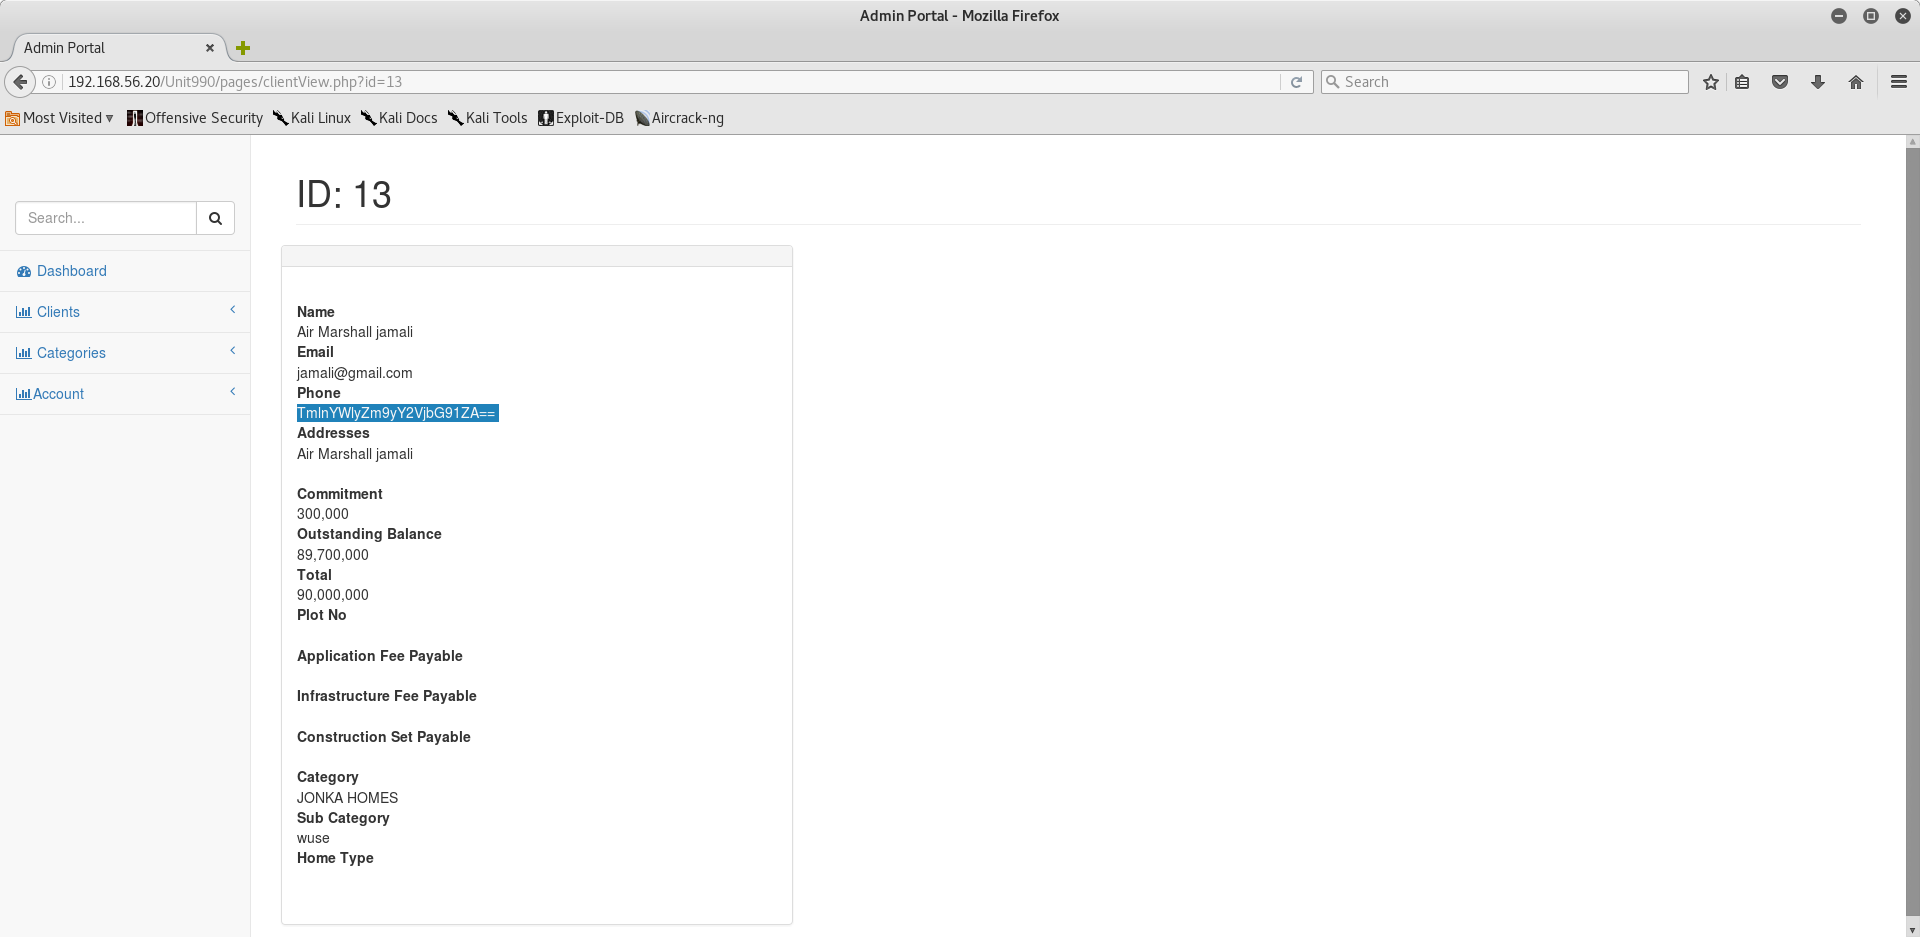 Admin Portal - Mozilla Firefox
Admin Portal
192.168.56.20/Unit990/pages/clientView.php?id=13
Search
Most Visited
Offensive Security
Kali Linux
Kali Docs
Kali Tools
Exploit-DB
Aircrack-ng
Search...
Dashboard
Clients
Categories
Account
ID: 13
Name
Air Marshall jamali
Email
jamali@gmail.com
Phone
TmlnYWlyZm9yY2VjbG91ZA==
Addresses
Air Marshall jamali
Commitment
300,000
Outstanding Balance
89,700,000
Total
90,000,000
Plot No
Application Fee Payable
Infrastructure Fee Payable
Construction Set Payable
Category
JONKA HOMES
Sub Category
wuse
Home Type